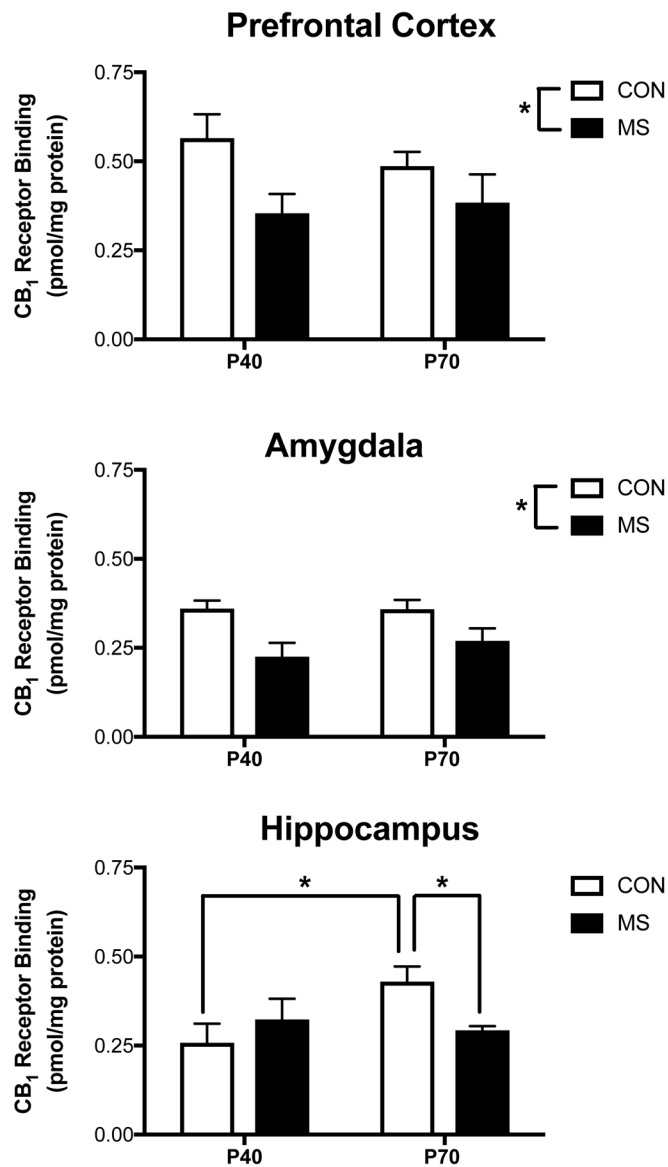 Prefrontal Cortex
CB1 Receptor Binding
(pmol/mg protein)
0.75
0.50
0.25
0.00
P40
P70
*
CON
MS
Amygdala
CB1 Receptor Binding
(pmol/mg protein)
0.75
0.50
0.25
0.00
P40
P70
*
CON
MS
Hippocampus
CB1 Receptor Binding
(pmol/mg protein)
0.75
0.50
0.25
0.00
*
*
P40
P70
CON
MS